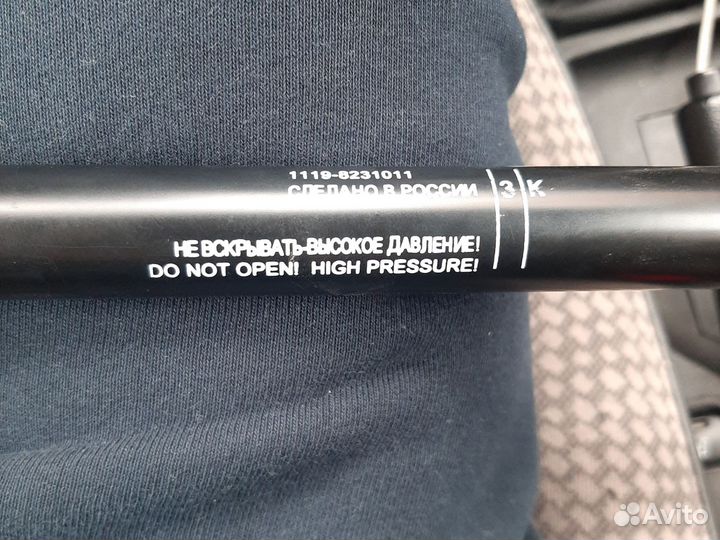 1119-8231011
СДЕЛАНО В РОССИИ
3 К
НЕ ВСКРЫВАТЬ-ВЫСОКОЕ ДАВЛЕНИЕ!
DO NOT OPEN! HIGH PRESSURE!
Avito